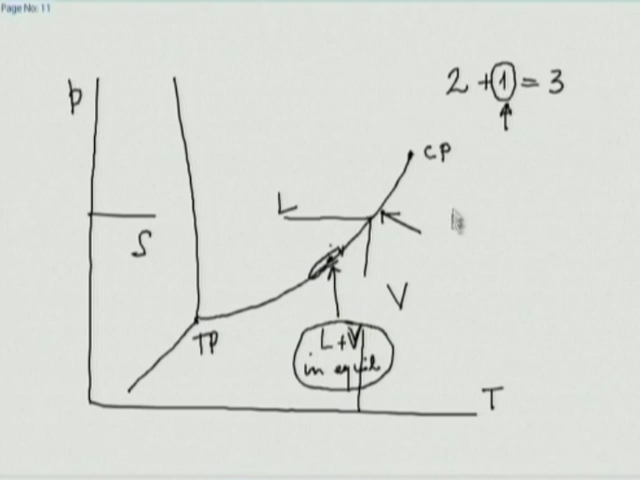 Page No: 11
p
2 + 1 = 3
CP
L
S
V
TP
L+V
in equil
T